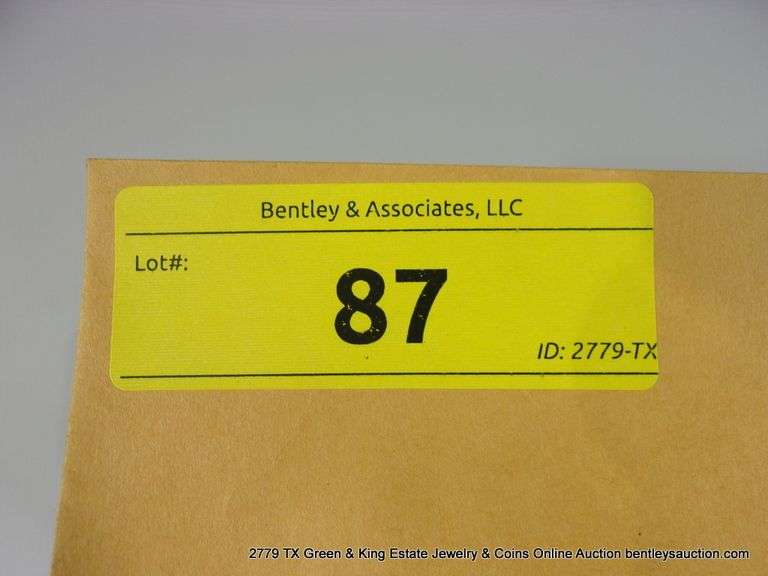 Bentley & Associates, LLC
Lot#:
87
ID: 2779-TX
2779 TX Green & King Estate Jewelry & Coins Online Auction bentleysauction.com